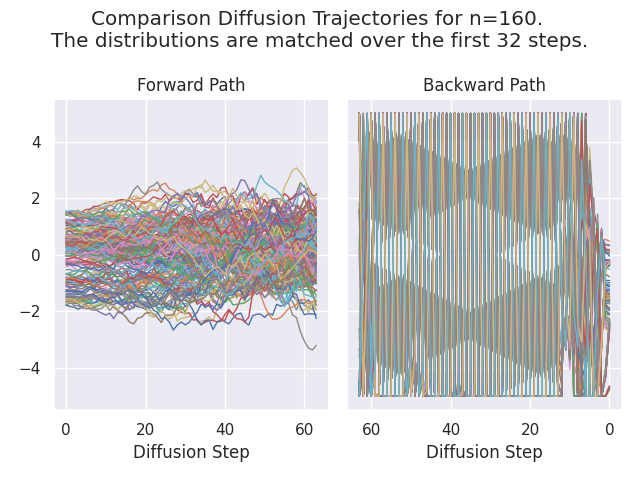 Comparison Diffusion Trajectories for n=160.
The distributions are matched over the first 32 steps.
Forward Path
Backward Path
4
2
0
−2
−4
0 20 40 60
60 40 20 0
Diffusion Step
Diffusion Step